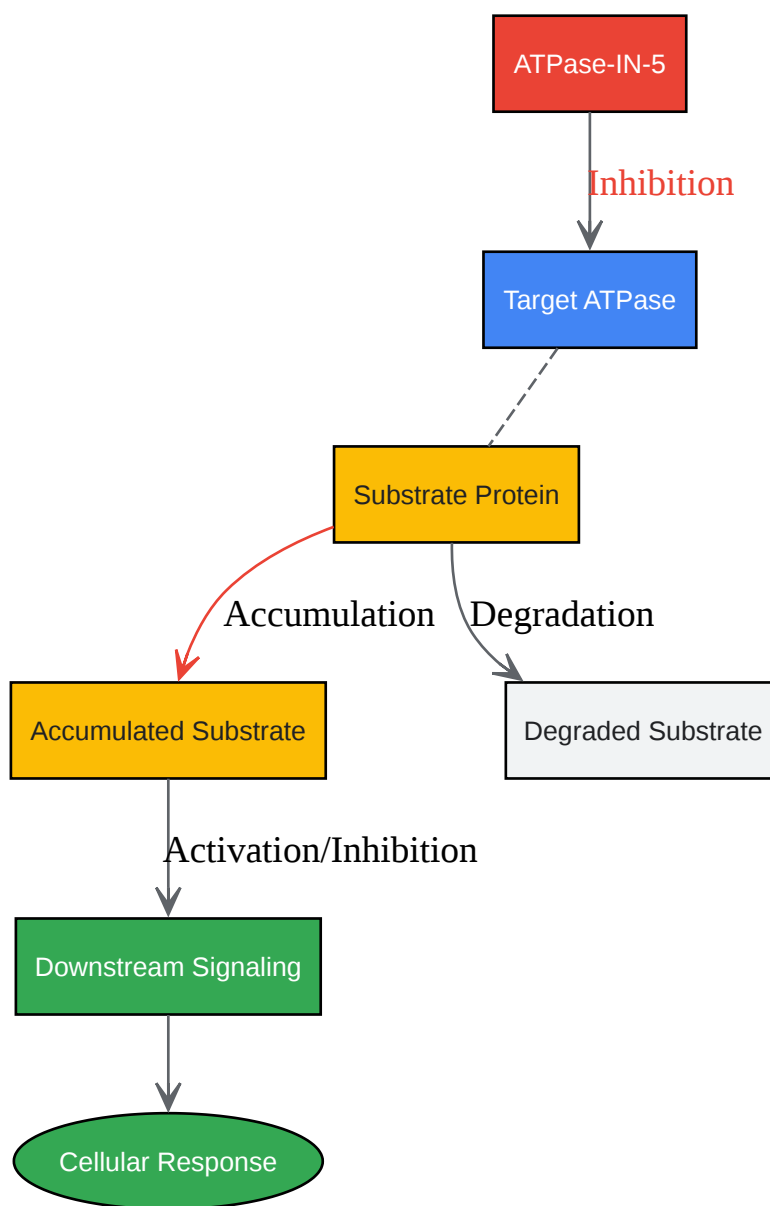 ATPase-IN-5
Inhibition
Target ATPase
Substrate Protein
Accumulation
Degradation
Accumulated Substrate
Degraded Substrate
Activation/Inhibition
Downstream Signaling
Cellular Response